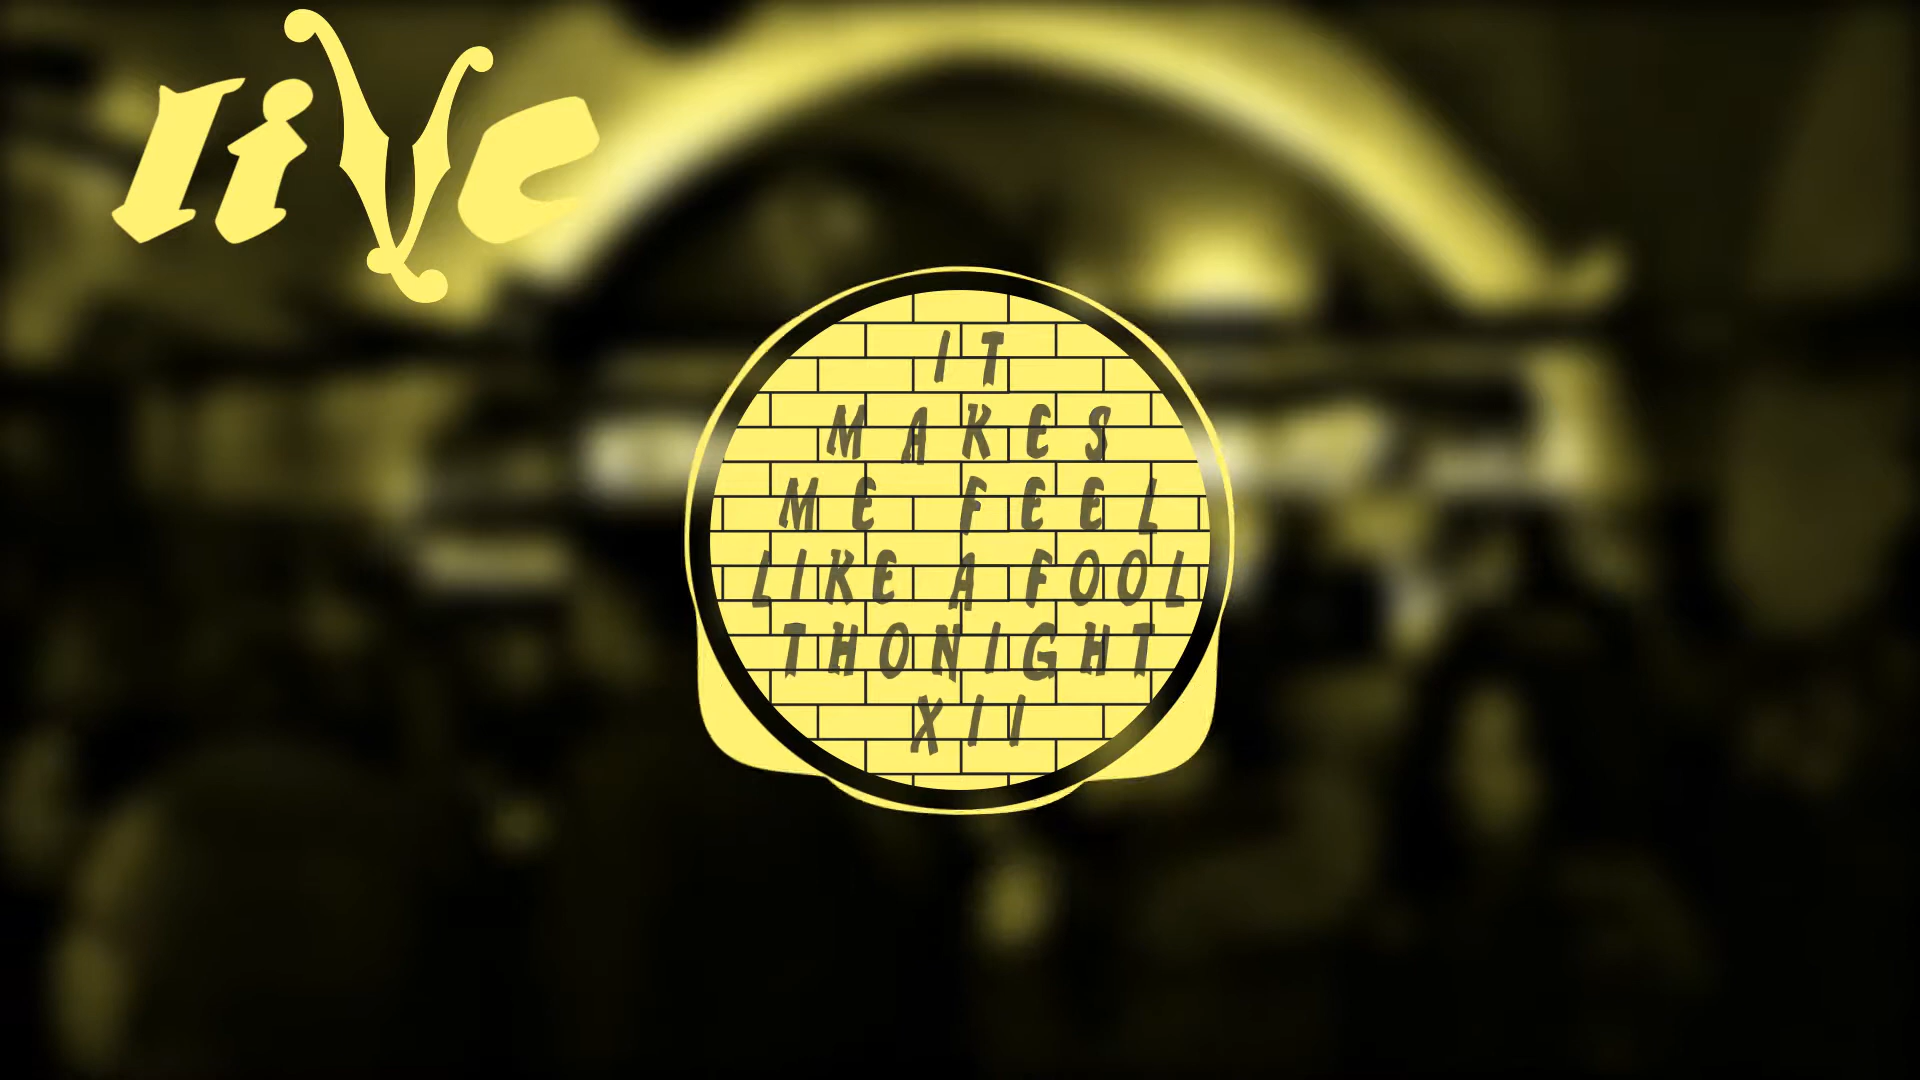 liVe
IT
MAKES
ME FEEL
LIKE A FOOL
THONIGHT
XII